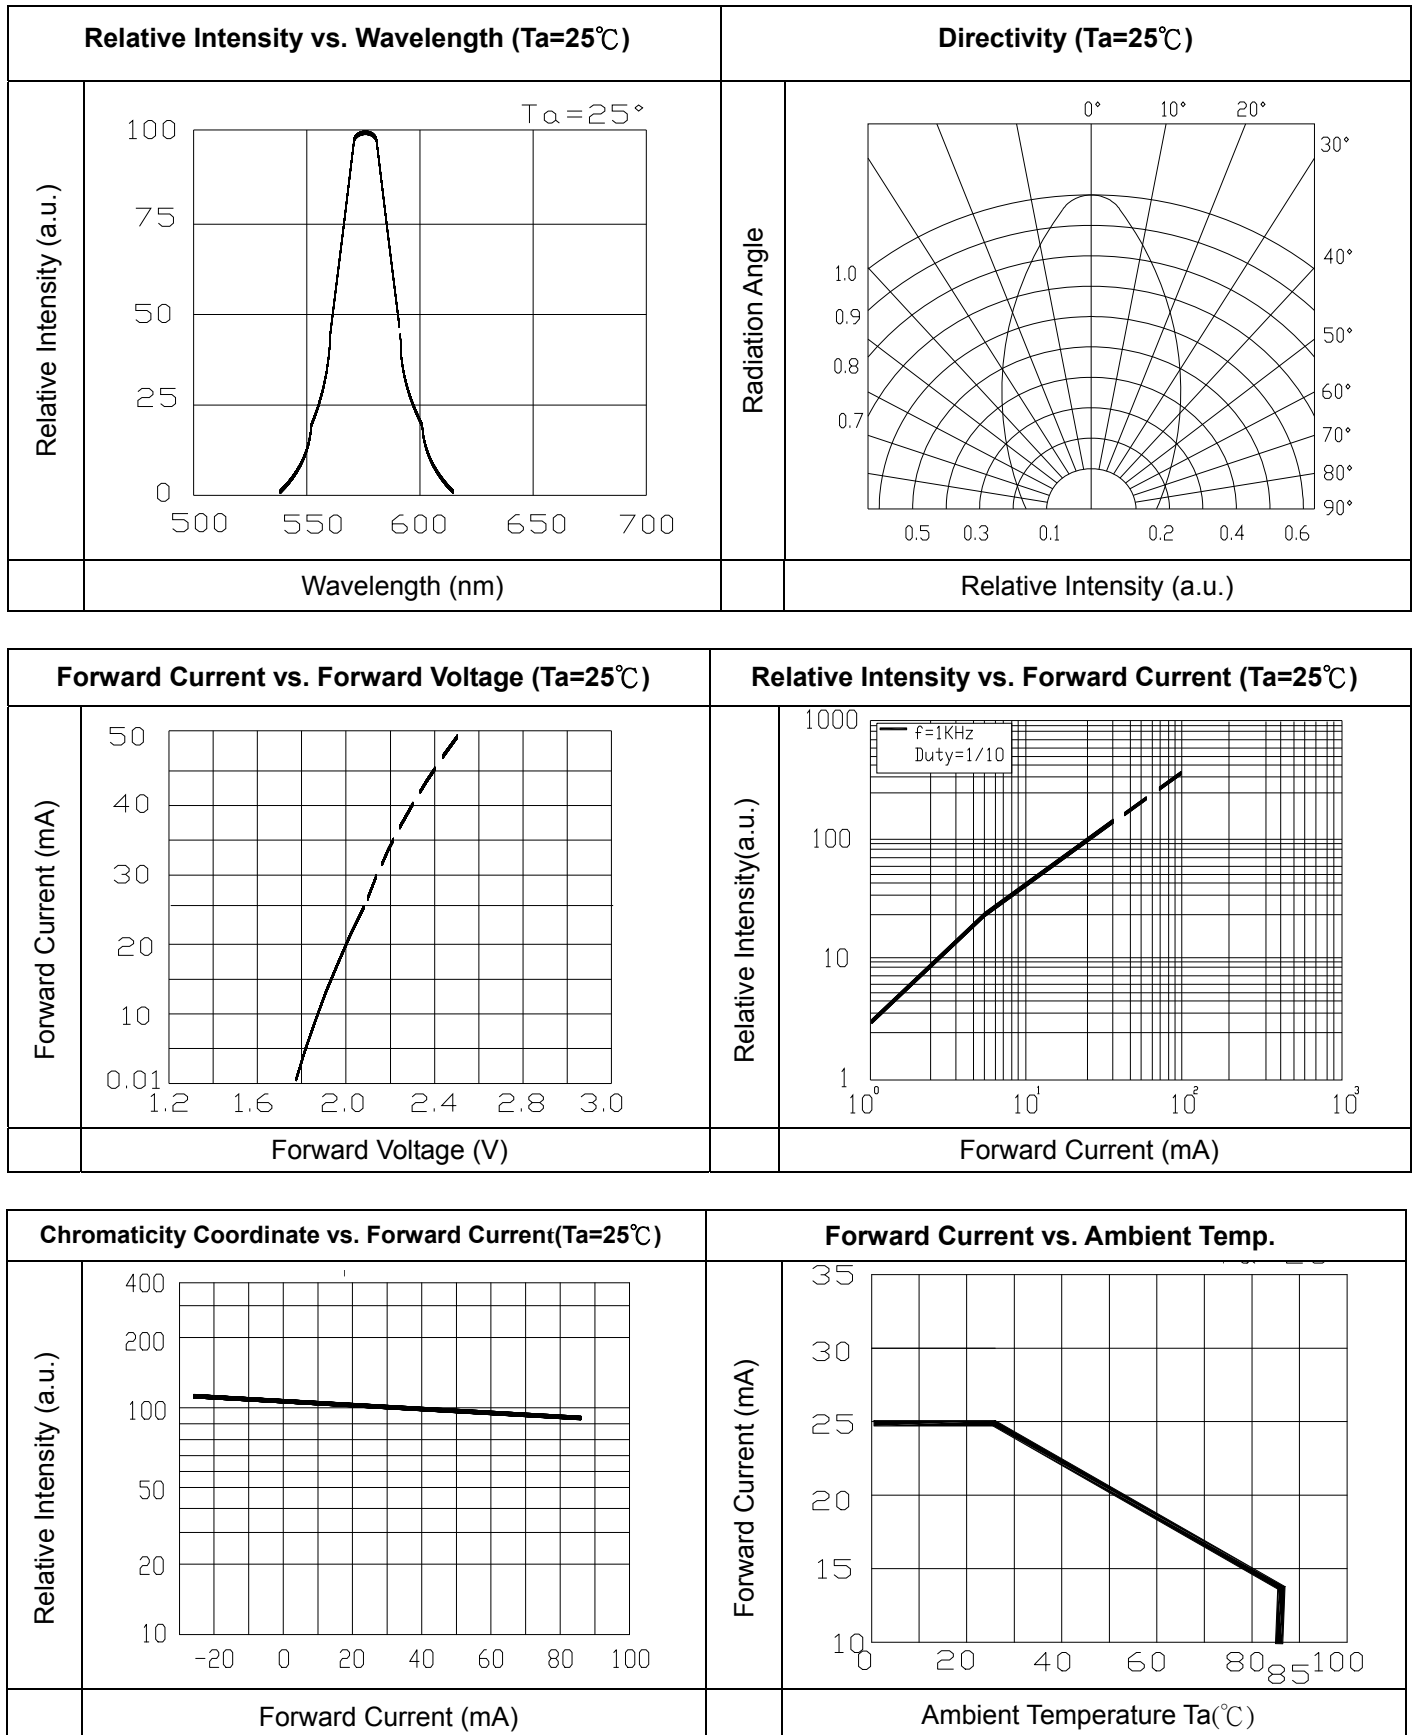 Relative Intensity vs. Wavelength (Ta=25℃)
Directivity (Ta=25℃)
Relative Intensity (a.u.)
Ta=25°
100
75
50
25
0
500 550 600 650 700
Wavelength (nm)
Radiation Angle
0° 10° 20°
30°
40°
50°
60°
70°
80°
90°
1.0
0.9
0.8
0.7
0.5 0.3 0.1 0.2 0.4 0.6
Relative Intensity (a.u.)
Forward Current vs. Forward Voltage (Ta=25℃)
Relative Intensity vs. Forward Current (Ta=25℃)
Forward Current (mA)
50
40
30
20
10
0.01
1.2 1.6 2.0 2.4 2.8 3.0
Forward Voltage (V)
Relative Intensity(a.u.)
f=1KHz
Duty=1/10
1000
100
10
1
10⁰ 10¹ 10² 10³
Forward Current (mA)
Chromaticity Coordinate vs. Forward Current(Ta=25℃)
Forward Current vs. Ambient Temp.
Relative Intensity (a.u.)
400
200
100
50
20
10
-20 0 20 40 60 80 100
Forward Current (mA)
Forward Current (mA)
35
30
25
20
15
10
0 20 40 60 80 85 100
Ambient Temperature Ta(℃)